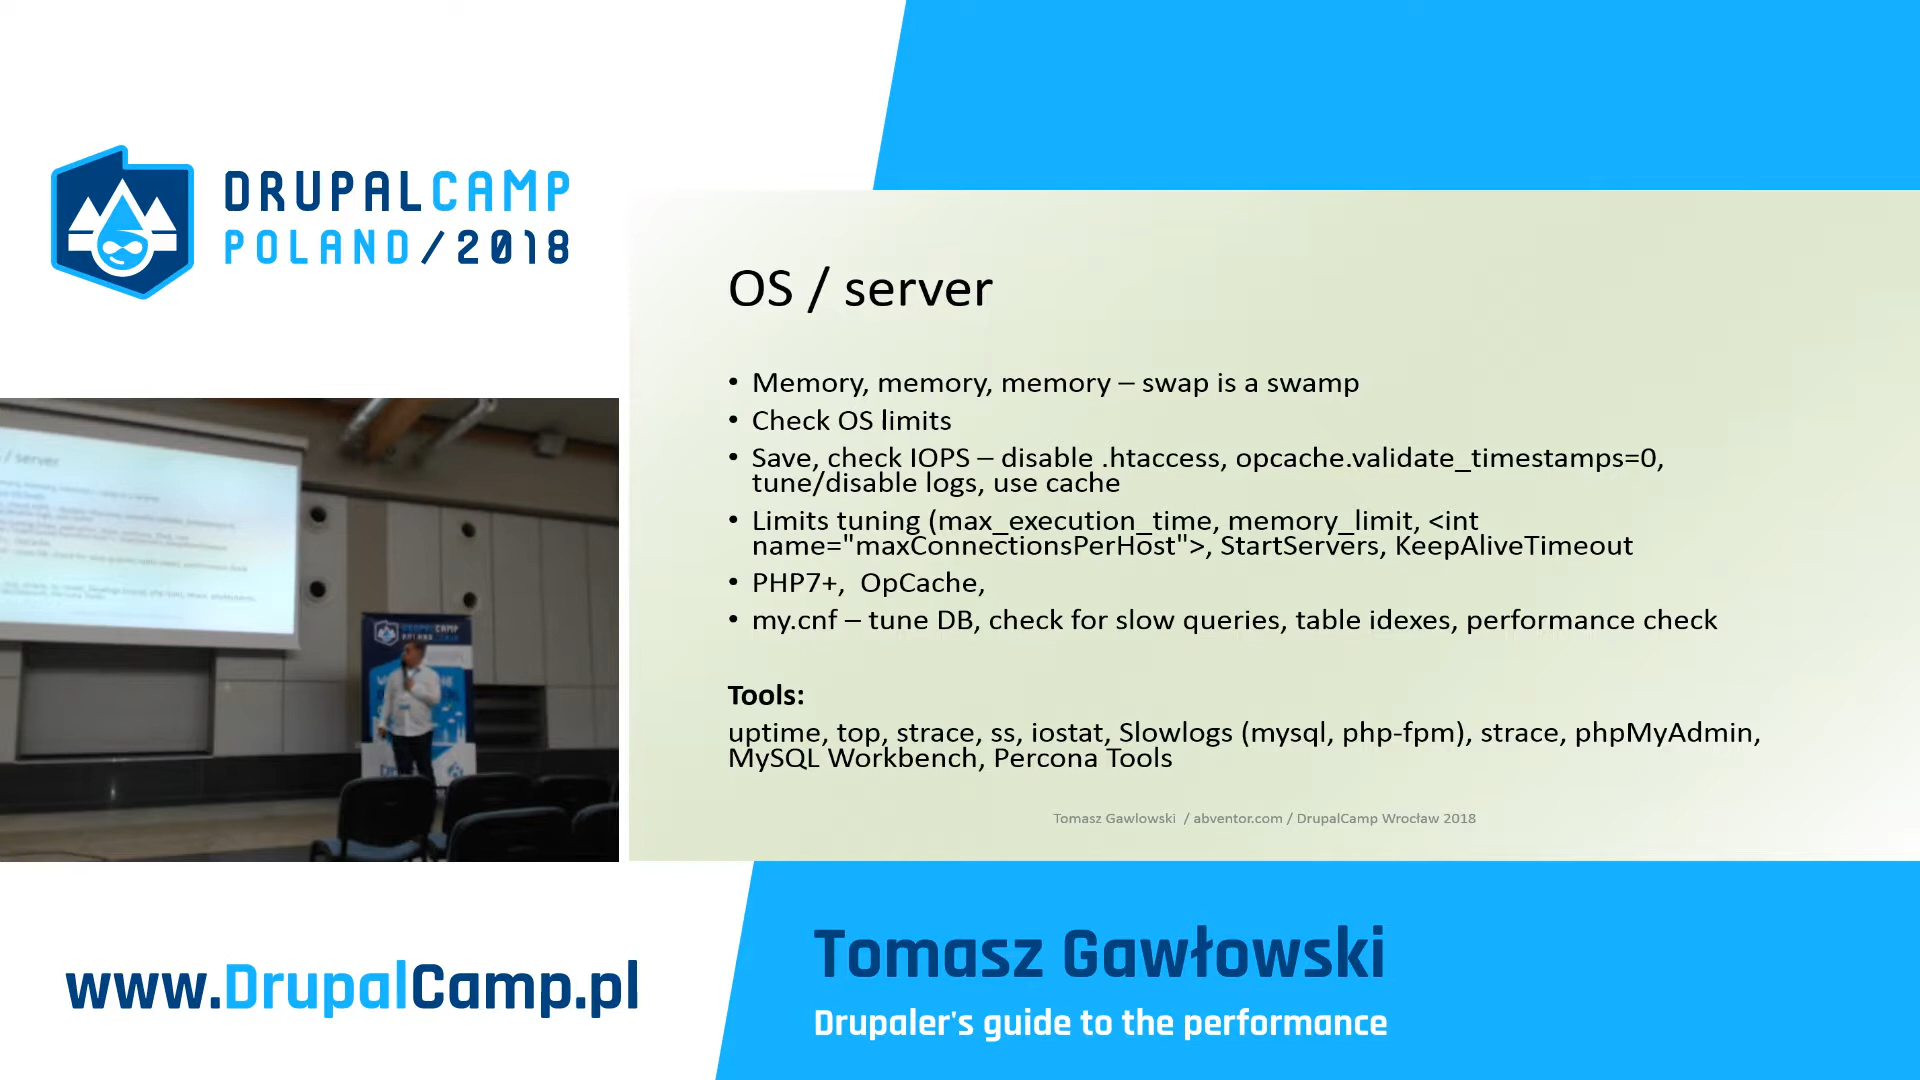 DRUPALCAMP
POLAND/2018
OS / server
• Memory, memory, memory – swap is a swamp
• Check OS limits
• Save, check IOPS – disable .htaccess, opcache.validate_timestamps=0,
tune/disable logs, use cache
• Limits tuning (max_execution_time, memory_limit, <int
name="maxConnectionsPerHost">, StartServers, KeepAliveTimeout
• PHP7+,  OpCache,
• my.cnf – tune DB, check for slow queries, table idexes, performance check
Tools:
uptime, top, strace, ss, iostat, Slowlogs (mysql, php-fpm), strace, phpMyAdmin,
MySQL Workbench, Percona Tools
Tomasz Gawlowski / abventor.com / DrupalCamp Wrocław 2018
/ server
DRUPALCAMP
POLAND/2018
www.DrupalCamp.pl
Tomasz Gawłowski
Drupaler's guide to the performance